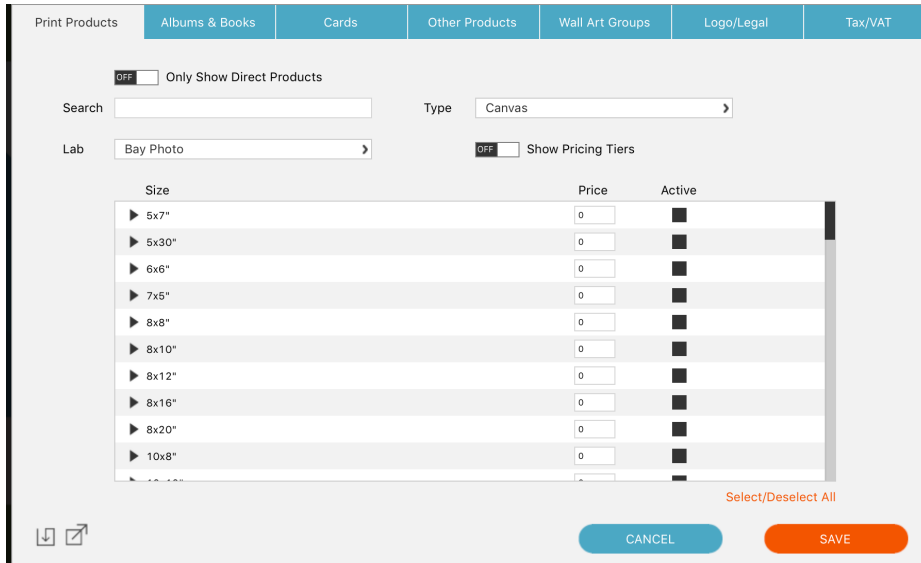 Print Products Albums & Books Cards Other Products Wall Art Groups Logo/Legal Tax/VAT
OFF Only Show Direct Products
Search Type Canvas
Lab Bay Photo OFF Show Pricing Tiers
Size Price Active
5x7" 0
5x30" 0
6x6" 0
7x5" 0
8x8" 0
8x10" 0
8x12" 0
8x16" 0
8x20" 0
10x8" 0
Select/Deselect All
CANCEL SAVE